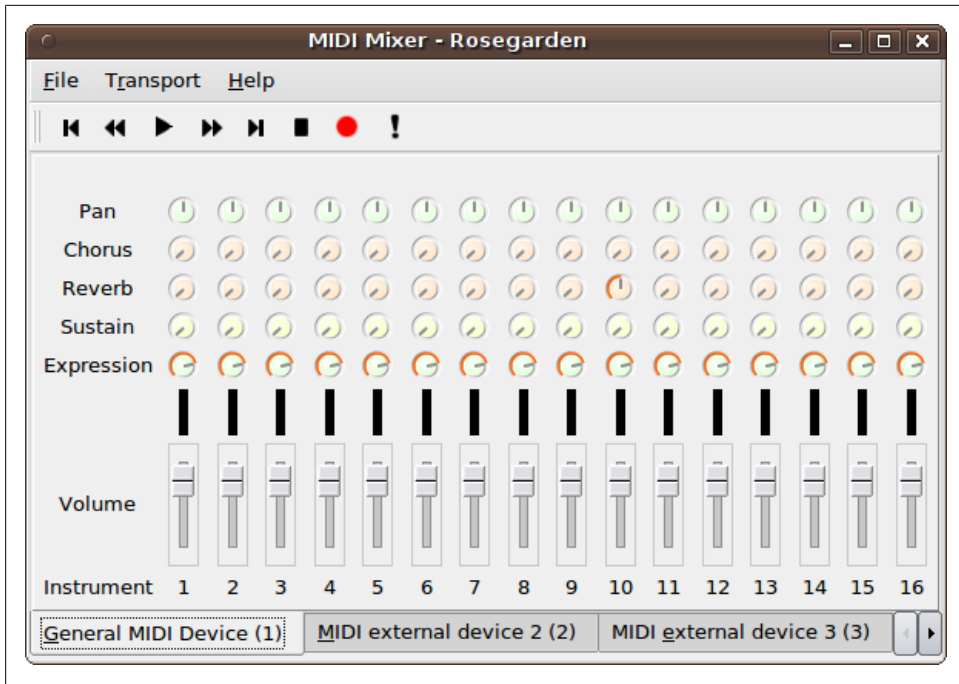 MIDI Mixer - Rosegarden
File Transport Help
Pan
Chorus
Reverb
Sustain
Expression
Volume
Instrument 1 2 3 4 5 6 7 8 9 10 11 12 13 14 15 16
General MIDI Device (1) MIDI external device 2 (2) MIDI external device 3 (3)